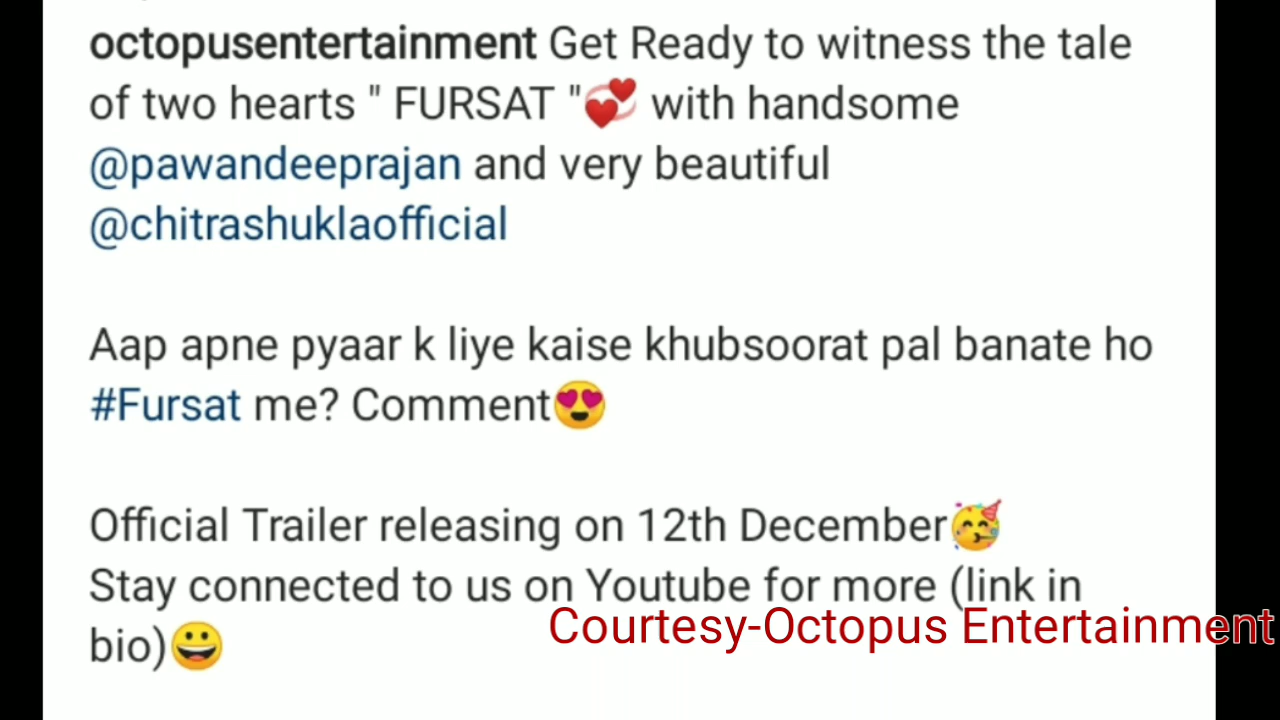 octopusentertainment Get Ready to witness the tale
of two hearts " FURSAT "💞 with handsome
@pawandeeprajan and very beautiful
@chitrashuklaofficial
Aap apne pyaar k liye kaise khubsoorat pal banate ho
#Fursat me? Comment😍
Official Trailer releasing on 12th December🥳
Stay connected to us on Youtube for more (link in
bio)😀
Courtesy-Octopus Entertainment